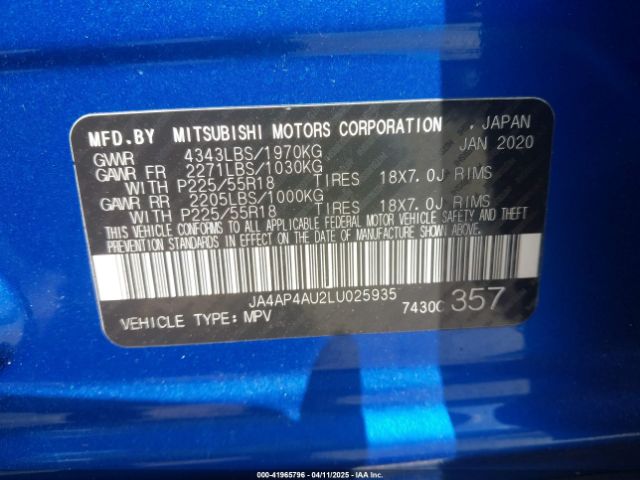 MFD.BY MITSUBISHI MOTORS CORPORATION , JAPAN
GVWR 4343LBS/1970KG JAN 2020
GAWR FR 2271LBS/1030KG
WITH P225/55R18 TIRES 18X7.0J RIMS
GAWR RR 2205LBS/1000KG
WITH P225/55R18 TIRES 18X7.0J RIMS
THIS VEHICLE CONFORMS TO ALL APPLICABLE FEDERAL MOTOR VEHICLE SAFETY AND THEFT
PREVENTION STANDARDS IN EFFECT ON THE DATE OF MANUFACTURE SHOWN ABOVE.
JA4AP4AU2LU025935
VEHICLE TYPE: MPV 7430C 357
000-41965796 - 04/11/2025 - IAA Inc.